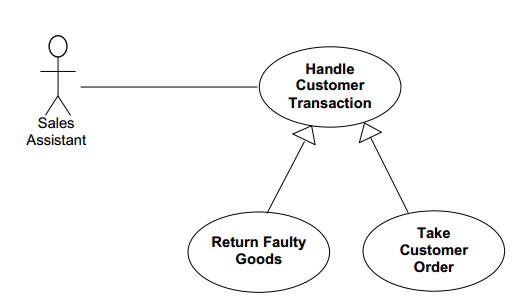 Handle
Customer
Transaction
Sales
Assistant
Return Faulty
Goods
Take
Customer
Order